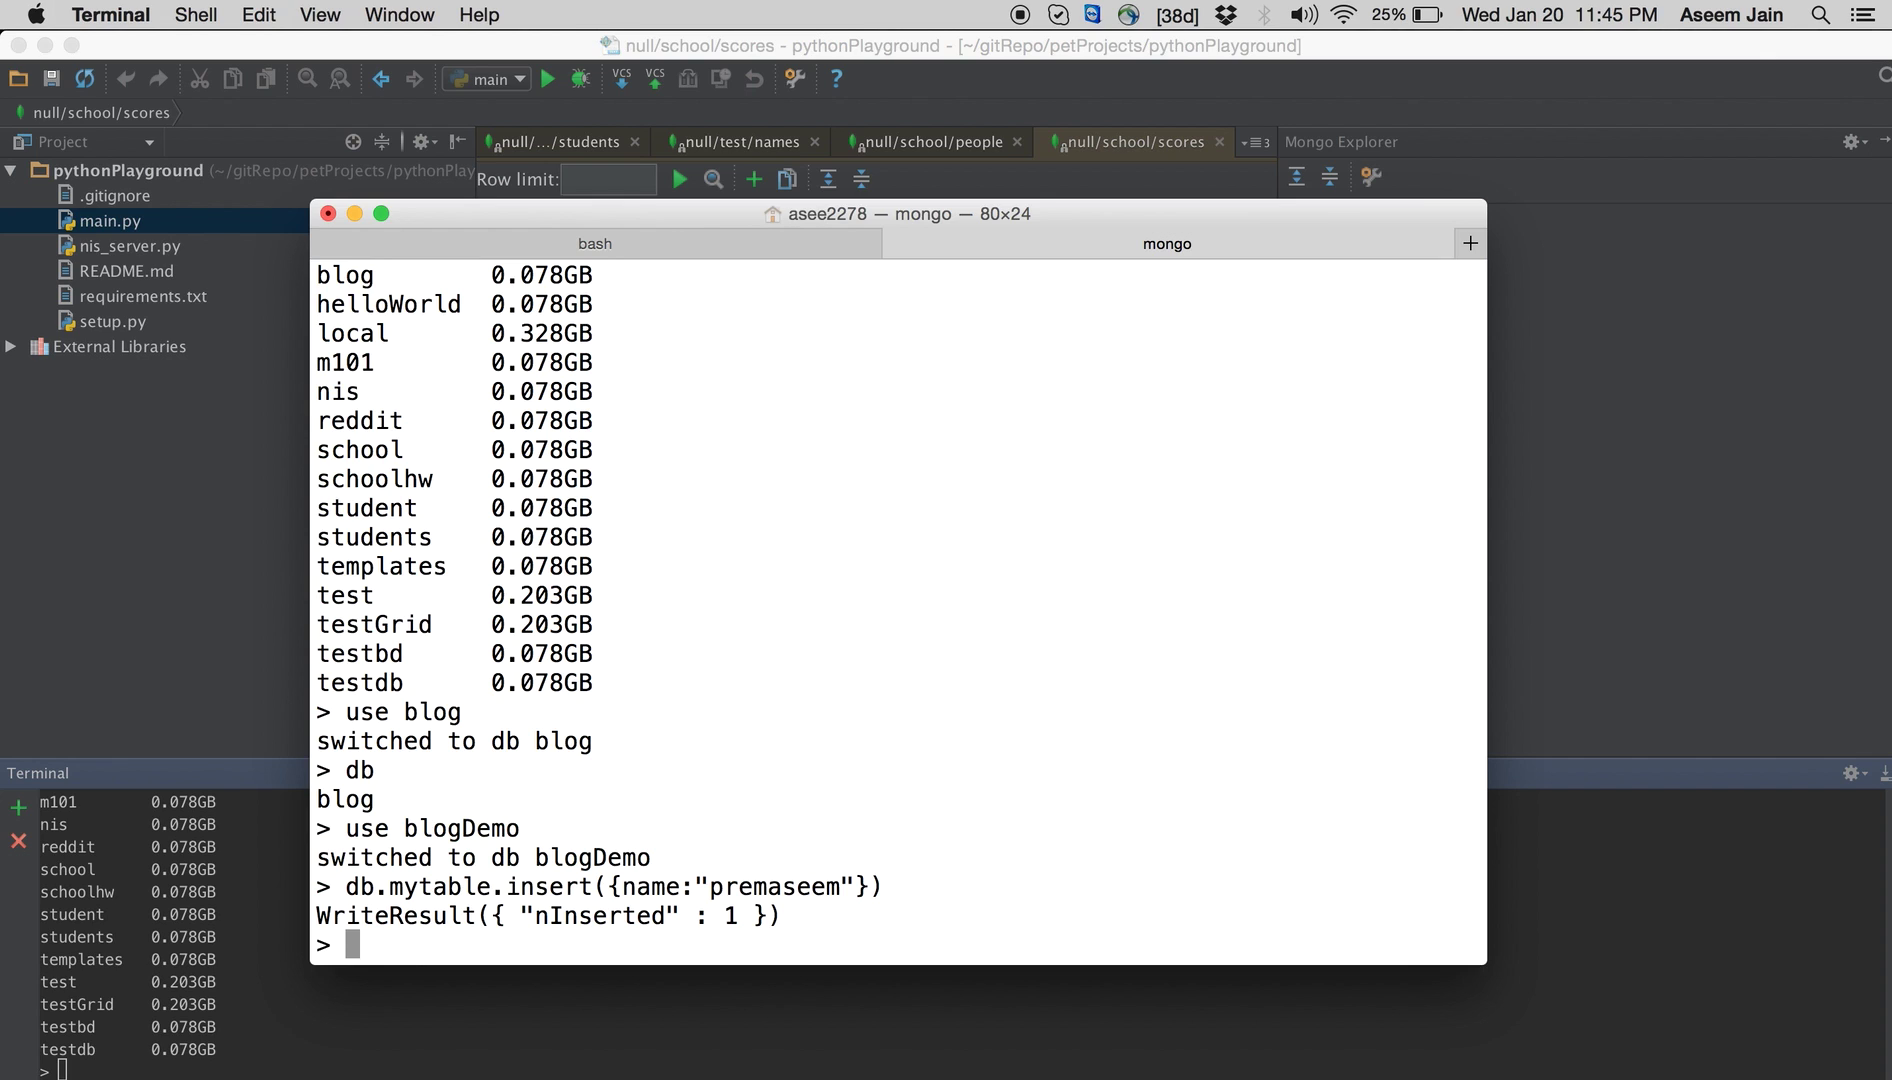 Terminal Shell Edit View Window Help [38d] 25% Wed Jan 20 11:45 PM Aseem Jain
null/school/scores - pythonPlayground - [~/gitRepo/petProjects/pythonPlayground]
main VCS VCS ?
null/school/scores
Project null/.../students null/test/names null/school/people null/school/scores 3 Mongo Explorer
pythonPlayground (~/gitRepo/petProjects/pythonPlay
Row limit:
.gitignore
main.py
nis_server.py
README.md
requirements.txt
setup.py
External Libraries
asee2278 — mongo — 80×24
bash mongo +
blog 0.078GB
helloWorld 0.078GB
local 0.328GB
m101 0.078GB
nis 0.078GB
reddit 0.078GB
school 0.078GB
schoolhw 0.078GB
student 0.078GB
students 0.078GB
templates 0.078GB
test 0.203GB
testGrid 0.203GB
testbd 0.078GB
testdb 0.078GB
> use blog
switched to db blog
> db
blog
> use blogDemo
switched to db blogDemo
> db.mytable.insert({name:"premaseem"})
WriteResult({ "nInserted" : 1 })
>
Terminal
m101 0.078GB
nis 0.078GB
reddit 0.078GB
school 0.078GB
schoolhw 0.078GB
student 0.078GB
students 0.078GB
templates 0.078GB
test 0.203GB
testGrid 0.203GB
testbd 0.078GB
testdb 0.078GB
>